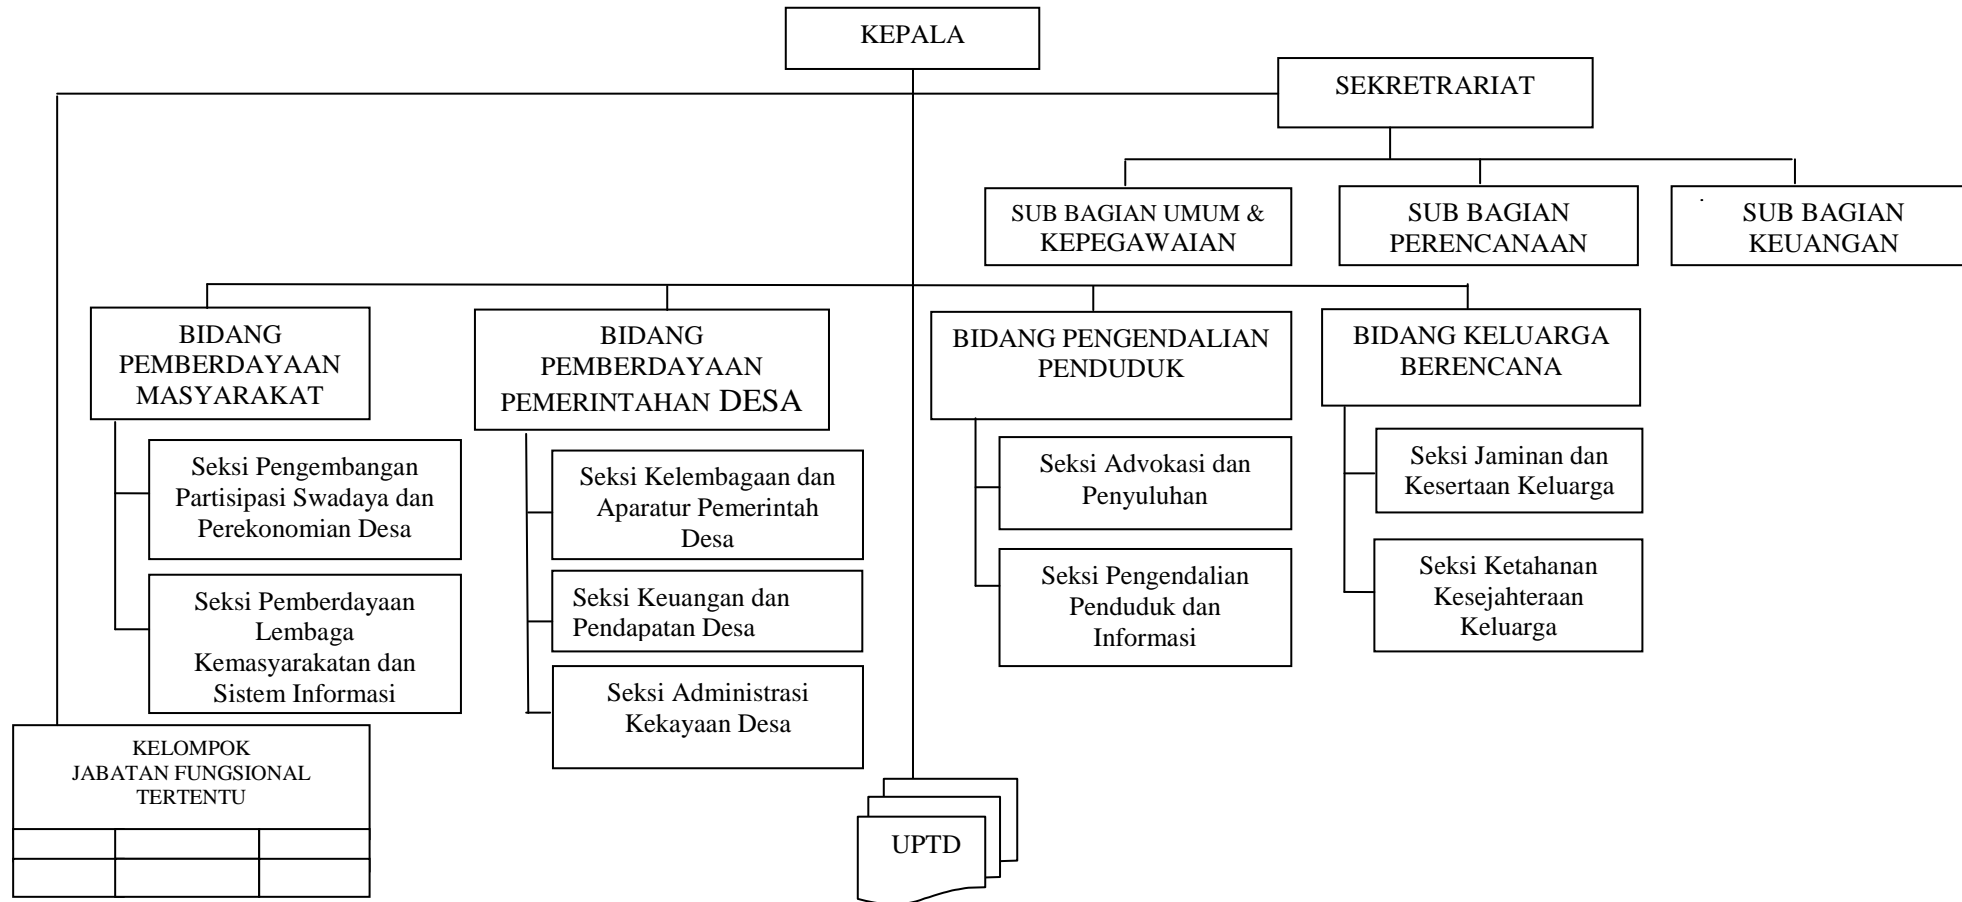 KEPALA
SEKRETRARIAT
SUB BAGIAN UMUM &
KEPEGAWAIAN
SUB BAGIAN
PERENCANAAN
SUB BAGIAN
KEUANGAN
BIDANG
PEMBERDAYAAN
MASYARAKAT
BIDANG
PEMBERDAYAAN
PEMERINTAHAN DESA
BIDANG PENGENDALIAN
PENDUDUK
BIDANG KELUARGA
BERENCANA
Seksi Pengembangan
Partisipasi Swadaya dan
Perekonomian Desa
Seksi Pemberdayaan
Lembaga
Kemasyarakatan dan
Sistem Informasi
Seksi Kelembagaan dan
Aparatur Pemerintah
Desa
Seksi Keuangan dan
Pendapatan Desa
Seksi Administrasi
Kekayaan Desa
Seksi Advokasi dan
Penyuluhan
Seksi Pengendalian
Penduduk dan
Informasi
Seksi Jaminan dan
Kesertaan Keluarga
Seksi Ketahanan
Kesejahteraan
Keluarga
KELOMPOK
JABATAN FUNGSIONAL
TERTENTU
UPTD